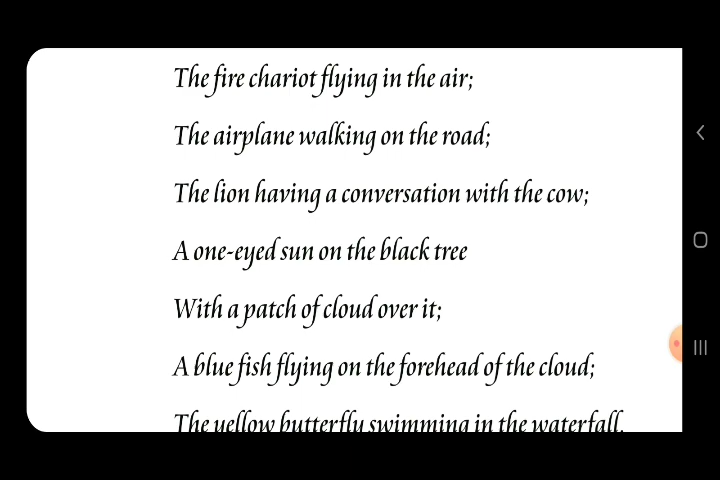 The fire chariot flying in the air;
The airplane walking on the road;
The lion having a conversation with the cow;
A one-eyed sun on the black tree
With a patch of cloud over it;
A blue fish flying on the forehead of the cloud;
The yellow butterfly swimming in the waterfall.